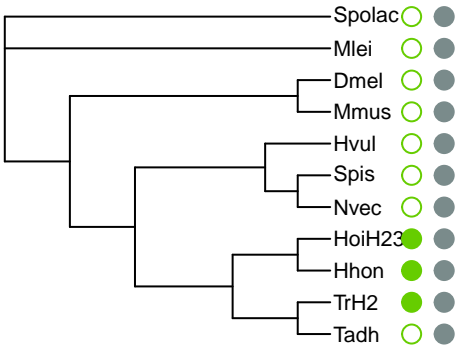 Spolac
Mlei
Dmel
Mmus
Hvul
Spis
Nvec
HoiH23
Hhon
TrH2
Tadh